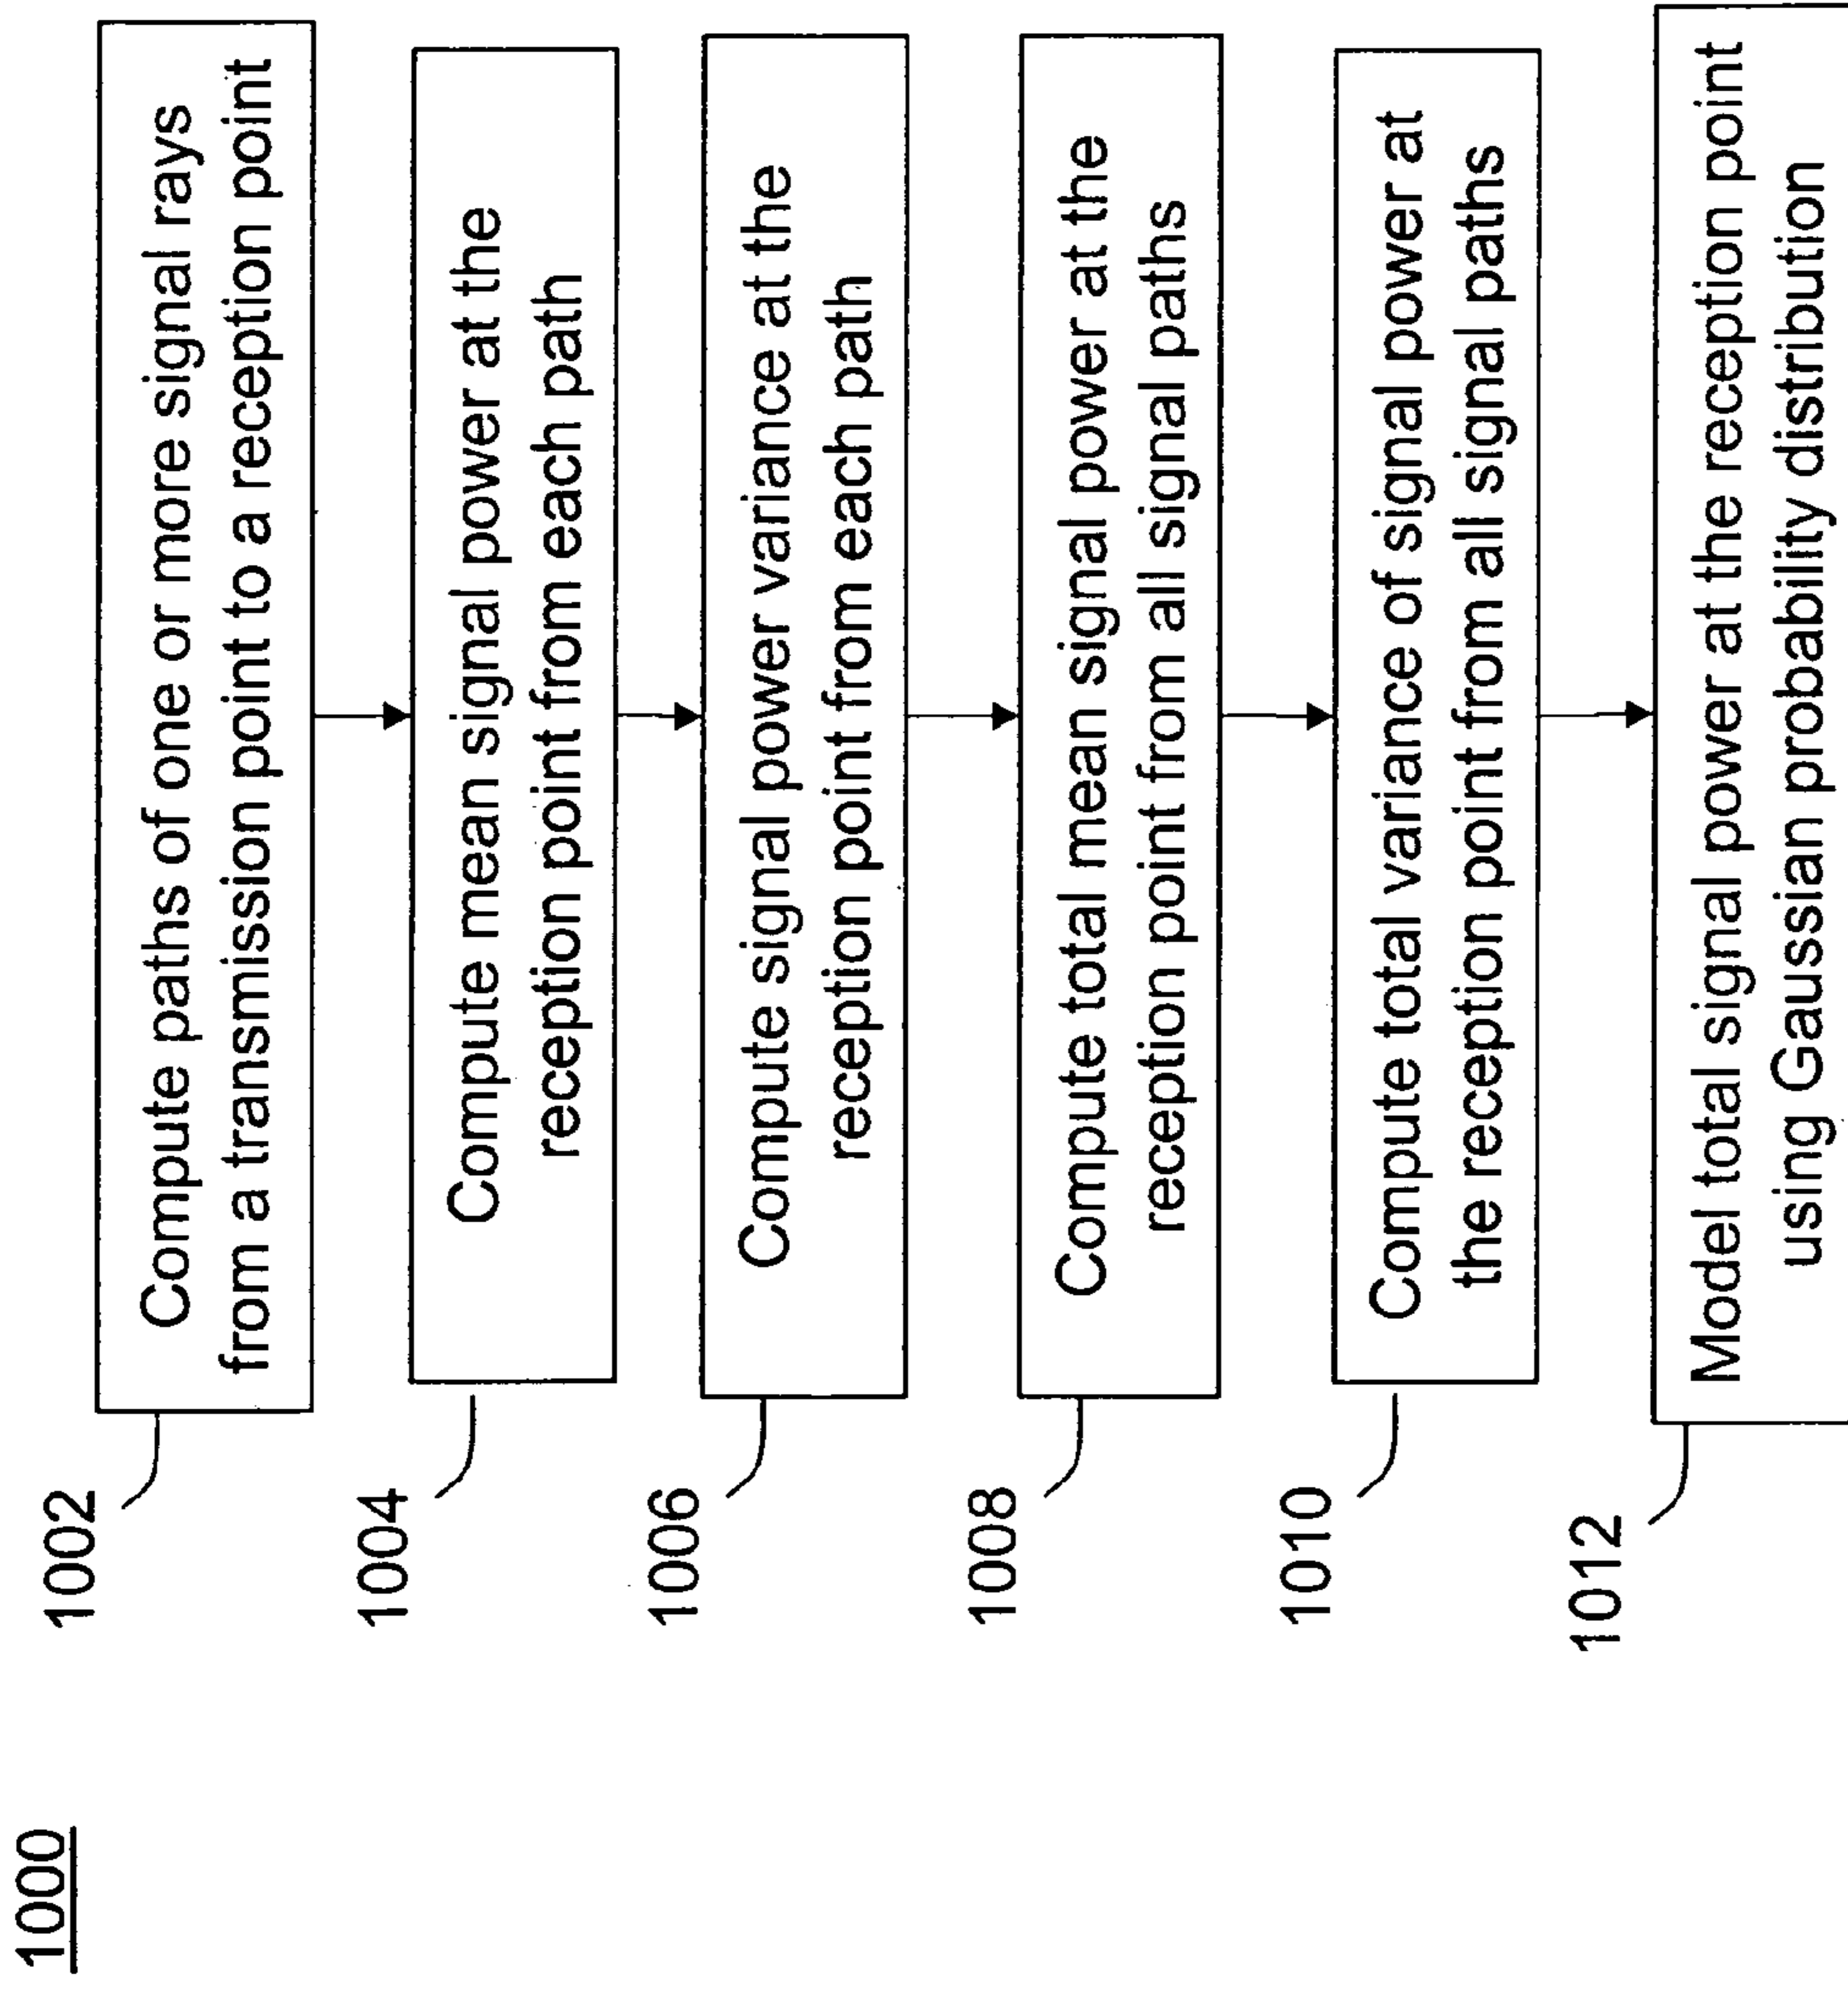 1000
1002
Compute paths of one or more signal rays
from a transmission point to a reception point
1004
Compute mean signal power at the
reception point from each path
1006
Compute signal power variance at the
reception point from each path
1008
Compute total mean signal power at the
reception point from all signal paths
1010
Compute total variance of signal power at
the reception point from all signal paths
1012
Model total signal power at the reception point
using Gaussian probability distribution